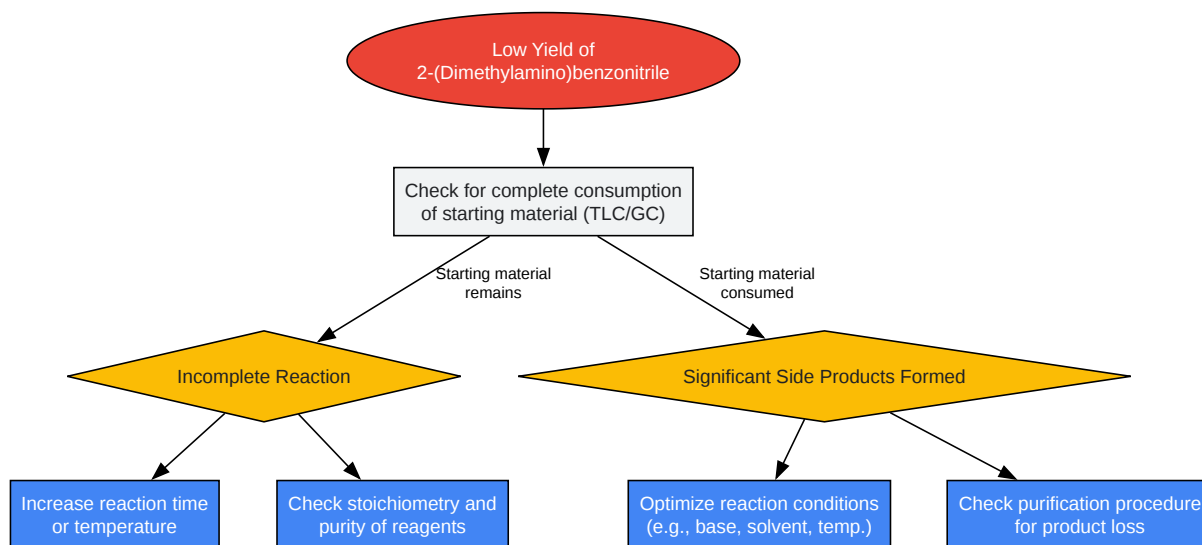 Low Yield of
2-(Dimethylamino)benzonitrile
Check for complete consumption
of starting material (TLC/GC)
Starting material
remains
Starting material
consumed
Incomplete Reaction
Significant Side Products Formed
Increase reaction time
or temperature
Check stoichiometry and
purity of reagents
Optimize reaction conditions
(e.g., base, solvent, temp.)
Check purification procedure
for product loss